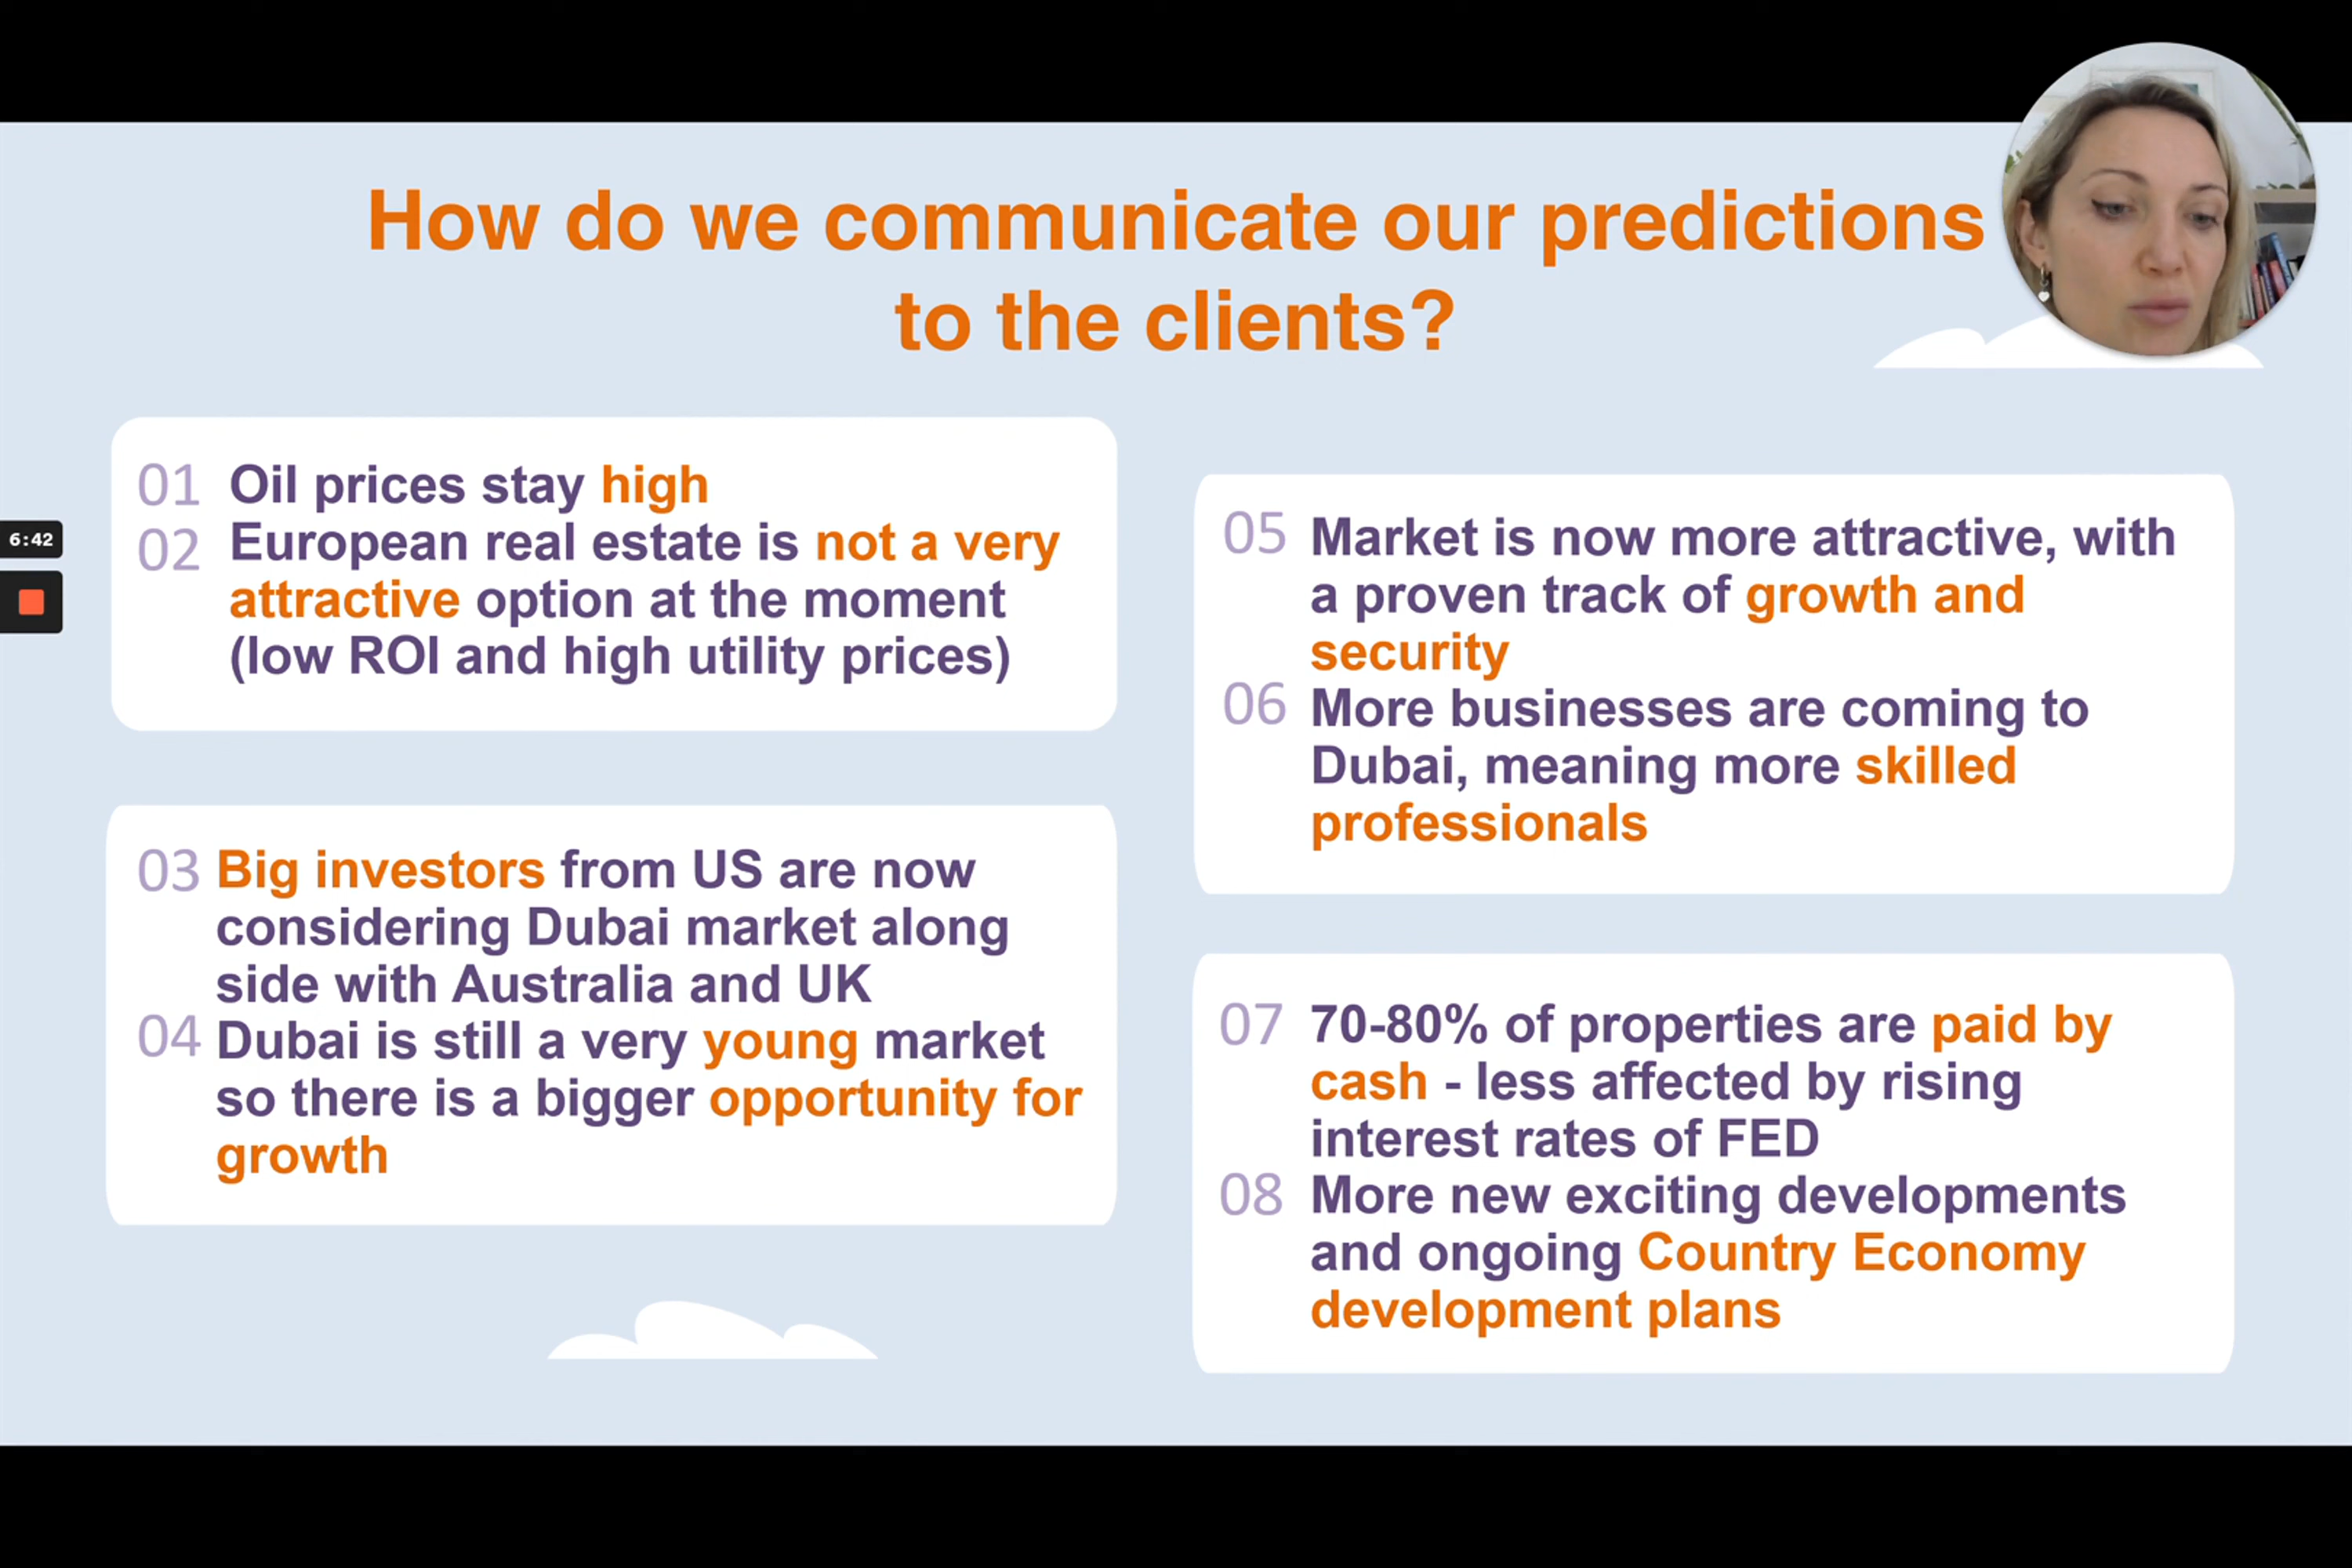 How do we communicate our predictions
to the clients?
01 Oil prices stay high
02 European real estate is not a very
attractive option at the moment
(low ROI and high utility prices)
6:42
03 Big investors from US are now
considering Dubai market along
side with Australia and UK
04 Dubai is still a very young market
so there is a bigger opportunity for
growth
05 Market is now more attractive, with
a proven track of growth and
security
06 More businesses are coming to
Dubai, meaning more skilled
professionals
07 70-80% of properties are paid by
cash - less affected by rising
interest rates of FED
08 More new exciting developments
and ongoing Country Economy
development plans